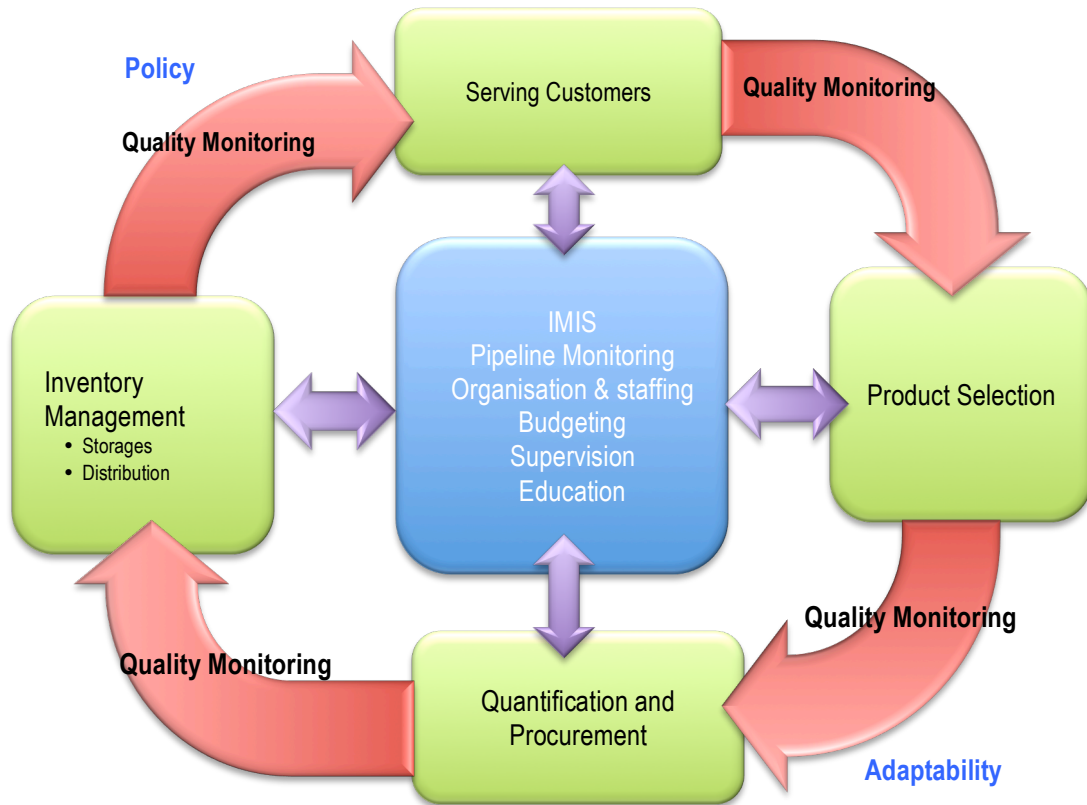 Policy
Serving Customers
Quality Monitoring
Quality Monitoring
IMIS
Pipeline Monitoring
Organisation & staffing
Budgeting
Supervision
Education
Inventory
Management
• Storages
• Distribution
Product Selection
Quality Monitoring
Quality Monitoring
Quantification and
Procurement
Adaptability